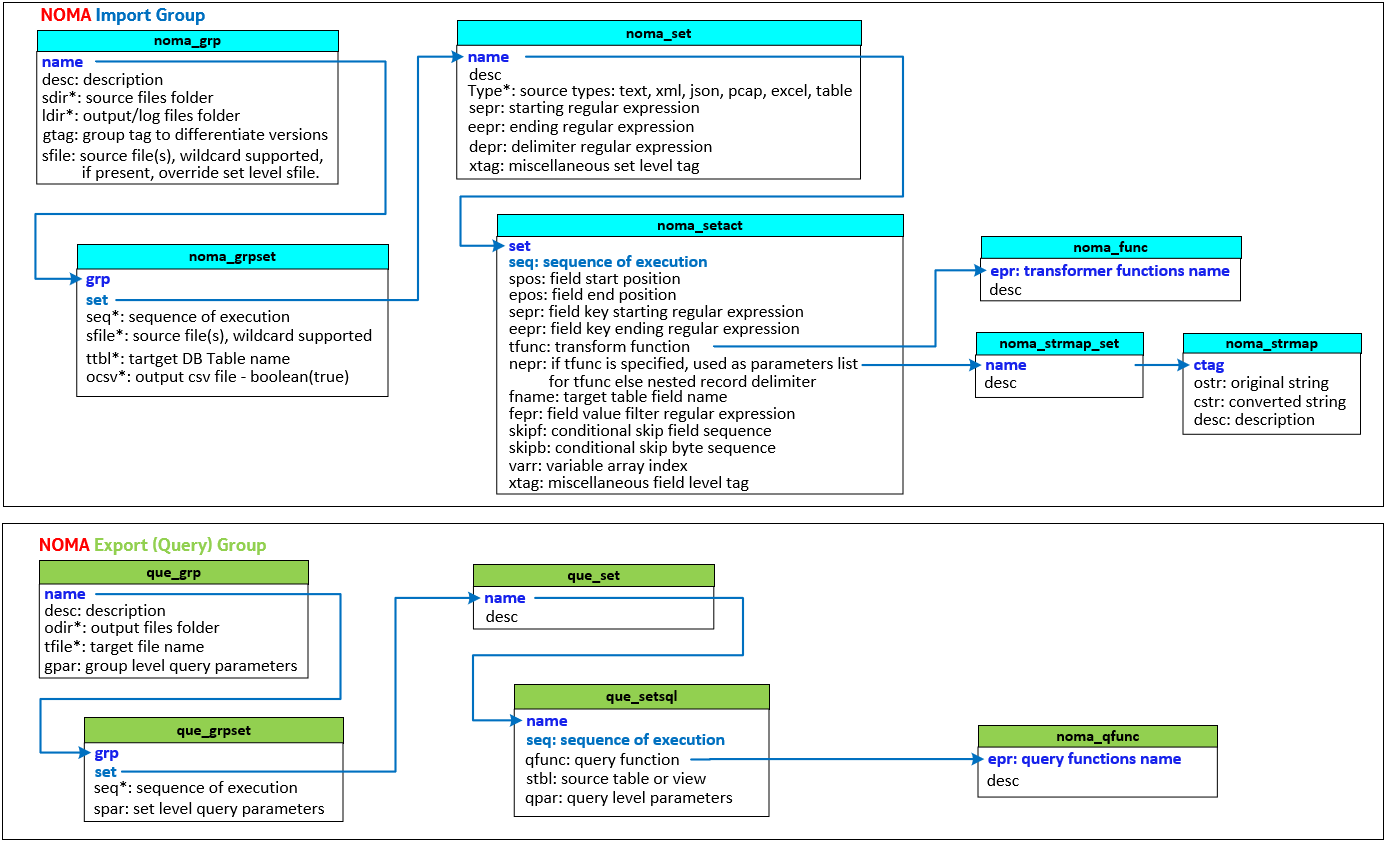 NOMA Import Group
noma_grp
name
desc: description
sdir*: source files folder
ldir*: output/log files folder
gtag: group tag to differentiate versions
sfile: source file(s), wildcard supported,
if present, override set level sfile.
noma_grpset
grp
set
seq*: sequence of execution
sfile*: source file(s), wildcard supported
ttbl*: tartget DB Table name
ocsv*: output csv file - boolean(true)
noma_set
name
desc
Type*: source types: text, xml, json, pcap, excel, table
sepr: starting regular expression
eepr: ending regular expression
depr: delimiter regular expression
xtag: miscellaneous set level tag
noma_setact
set
seq: sequence of execution
spos: field start position
epos: field end position
sepr: field key starting regular expression
eepr: field key ending regular expression
tfunc: transform function
nepr: if tfunc is specified, used as parameters list
for tfunc else nested record delimiter
fname: target table field name
fepr: field value filter regular expression
skipf: conditional skip field sequence
skipb: conditional skip byte sequence
varr: variable array index
xtag: miscellaneous field level tag
noma_func
epr: transformer functions name
desc
noma_strmap_set
name
desc
noma_strmap
ctag
ostr: original string
cstr: converted string
desc: description
NOMA Export (Query) Group
que_grp
name
desc: description
odir*: output files folder
tfile*: target file name
gpar: group level query parameters
que_grpset
grp
set
seq*: sequence of execution
spar: set level query parameters
que_set
name
desc
que_setsql
name
seq: sequence of execution
qfunc: query function
stbl: source table or view
qpar: query level parameters
noma_qfunc
epr: query functions name
desc